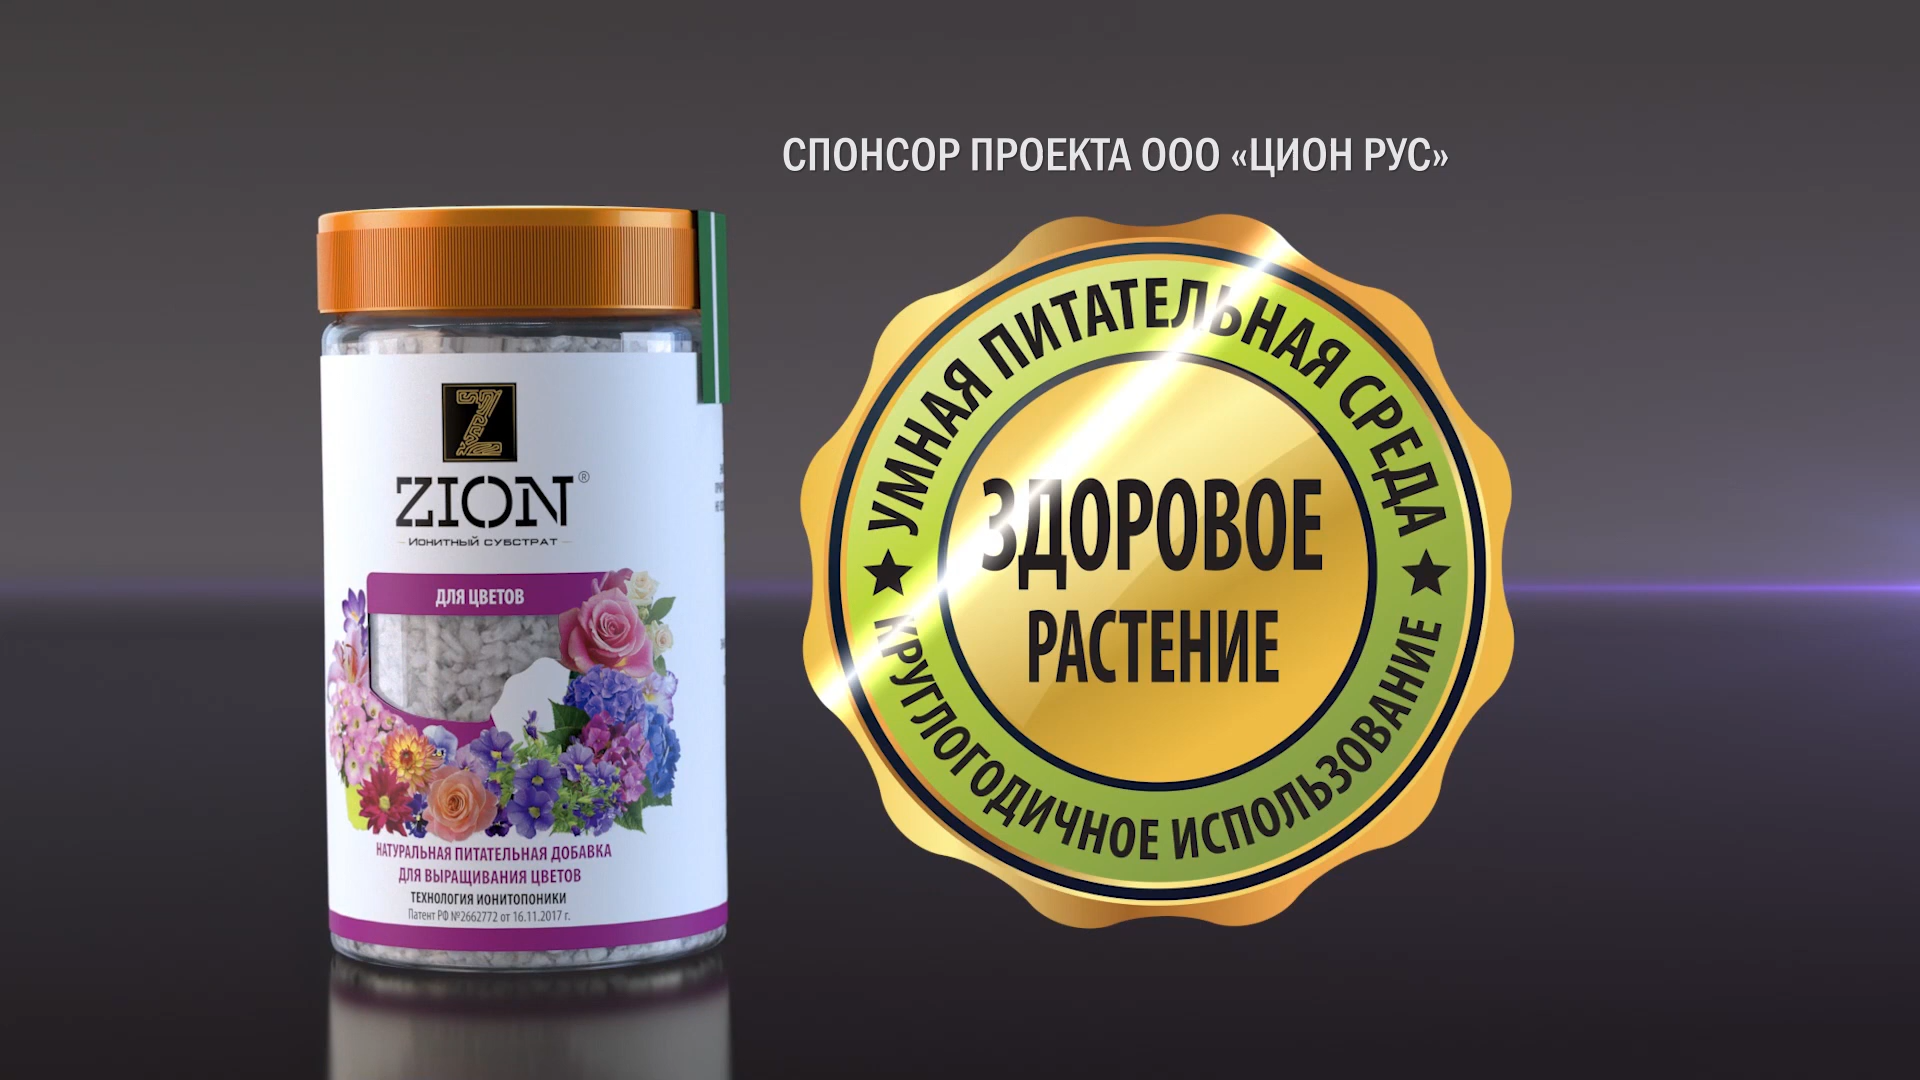 СПОНСОР ПРОЕКТА ООО «ЦИОН РУС»
ZION®
ИОНИТНЫЙ СУБСТРАТ
ДЛЯ ЦВЕТОВ
НАТУРАЛЬНАЯ ПИТАТЕЛЬНАЯ ДОБАВКА
ДЛЯ ВЫРАЩИВАНИЯ ЦВЕТОВ
ТЕХНОЛОГИЯ ИОНИТОПОНИКИ
Патент РФ №2662772 от 16.11.2017 г.
УМНАЯ ПИТАТЕЛЬНАЯ СРЕДА
ЗДОРОВОЕ
РАСТЕНИЕ
КРУГЛОГОДИЧНОЕ ИСПОЛЬЗОВАНИЕ